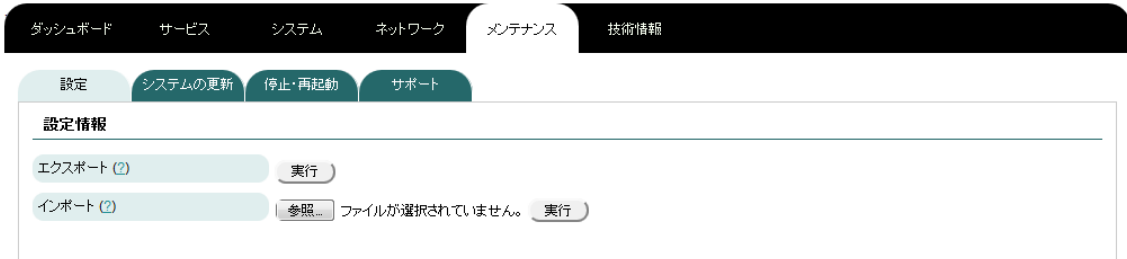 ダッシュボード サービス システム ネットワーク メンテナンス 技術情報
設定 システムの更新 停止・再起動 サポート
設定情報
エクスポート (?) 実行
インポート (?) 参照... ファイルが選択されていません。 実行